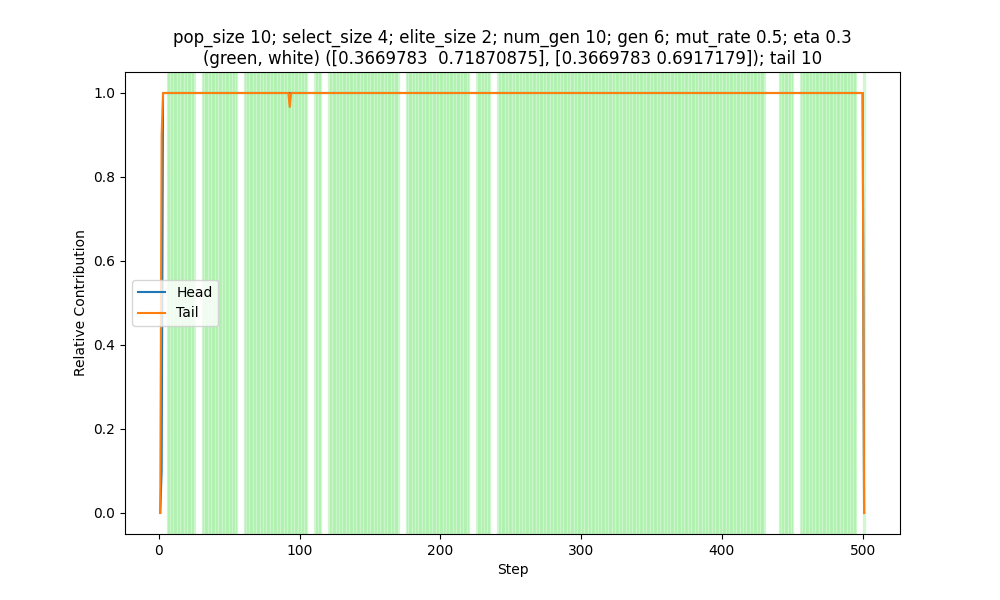 pop_size 10; select_size 4; elite_size 2; num_gen 10; gen 6; mut_rate 0.5; eta 0.3
(green, white) ([0.3669783  0.71870875], [0.3669783 0.6917179]); tail 10
1.0
0.8
0.6
0.4
0.2
0.0
Relative Contribution
Head
Tail
0
100
200
300
400
500
Step